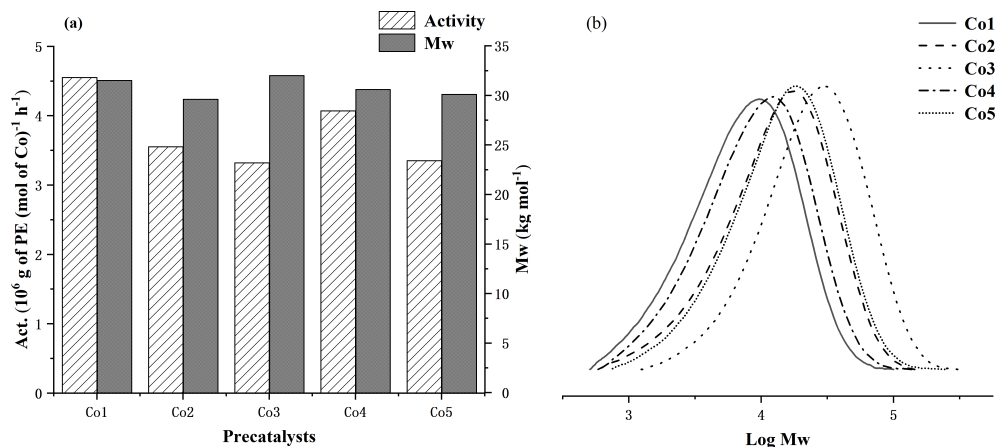 (a)
Activity
Mw
Act. (10⁶ g of PE (mol of Co)⁻¹ h⁻¹)
5
4
3
2
1
0
35
30
25
20
15
10
5
0
Mw (kg mol⁻¹)
Co1 Co2 Co3 Co4 Co5
Precatalysts
(b)
Co1
Co2
Co3
Co4
Co5
3 4 5
Log Mw